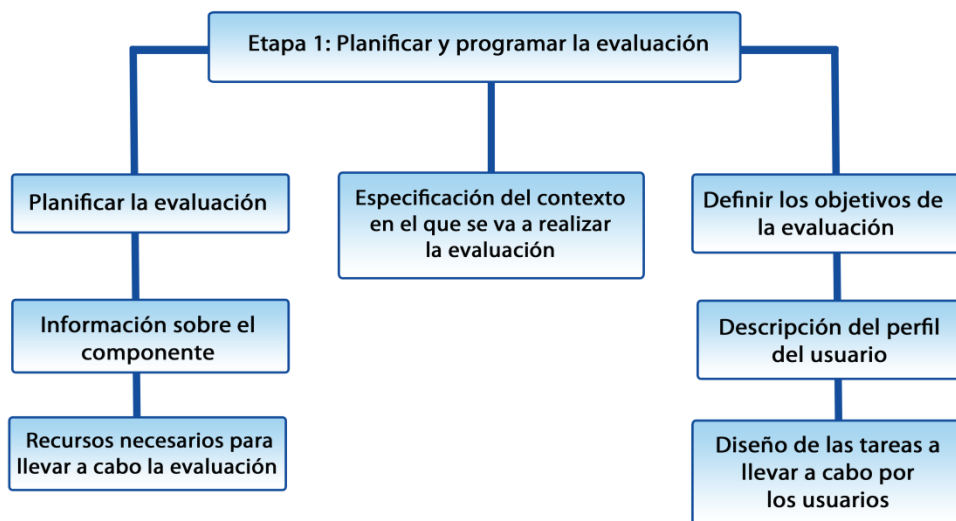 Etapa 1: Planificar y programar la evaluación
Planificar la evaluación
Información sobre el
componente
Recursos necesarios para
llevar a cabo la evaluación
Especificación del contexto
en el que se va a realizar
la evaluación
Definir los objetivos de
la evaluación
Descripción del perfil
del usuario
Diseño de las tareas a
llevar a cabo por
los usuarios